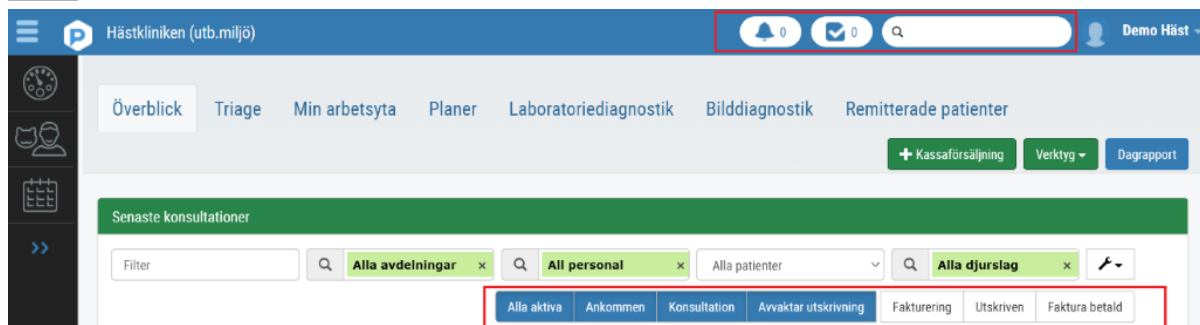 Hästkliniken (utb.miljö) 0 0 Demo Häst
Överblick Triage Min arbetsyta Planer Laboratoriediagnostik Bilddiagnostik Remitterade patienter
+ Kassaförsäljning Verktyg Dagrapport
Senaste konsultationer
Filter Alla avdelningar × All personal × Alla patienter Alla djurslag ×
Alla aktiva Ankommen Konsultation Avvaktar utskrivning Fakturering Utskriven Faktura betald